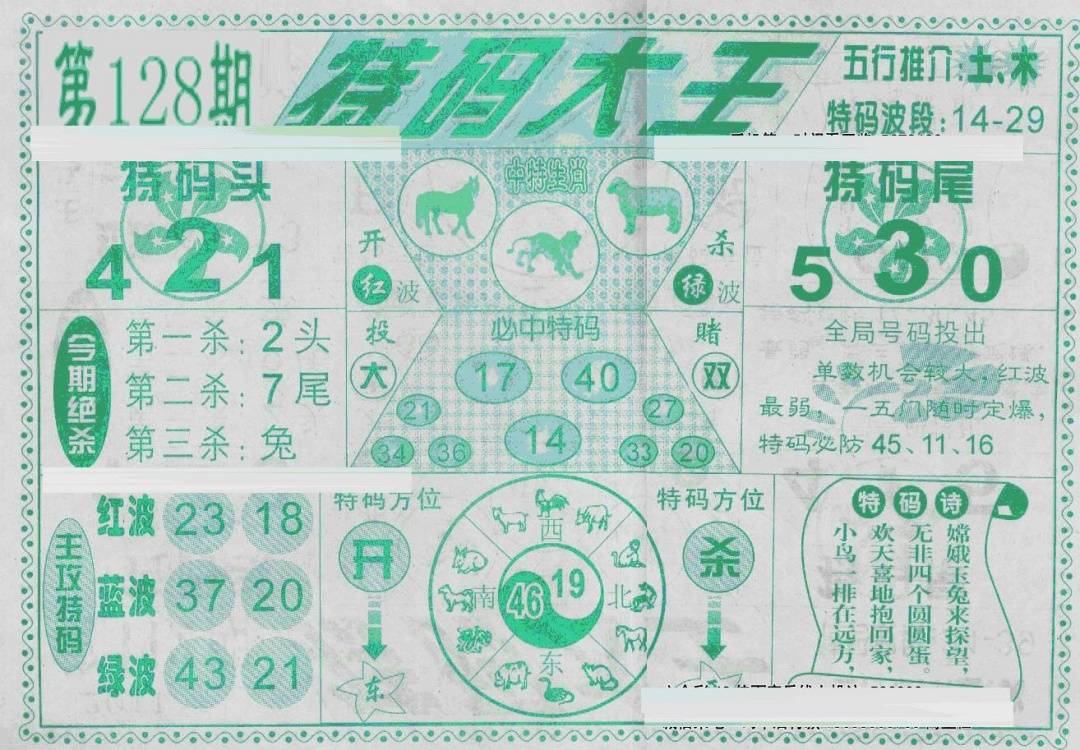 第128期
特码大王
五行推介:土、木
特码波段:14-29
特码头
4 2 1
中特生肖
开
红波
杀
绿波
特码尾
5 3 0
今期绝杀
第一杀:2头
第二杀:7尾
第三杀:兔
投
大
必中特码
17 40
21 27
14
34 36 33 20
赌
双
全局号码投出
单数机会较大,红波
最弱,一五门随时定爆,
特码必防 45、11、16
主攻特码
红波 23 18
蓝波 37 20
绿波 43 21
特码方位
开
东
西
南
北
东
46 19
特码方位
杀
特码诗
嫦娥玉兔来探望,
无非四个圆圆蛋。
欢天喜地抱回家,
小鸟一排在远方,